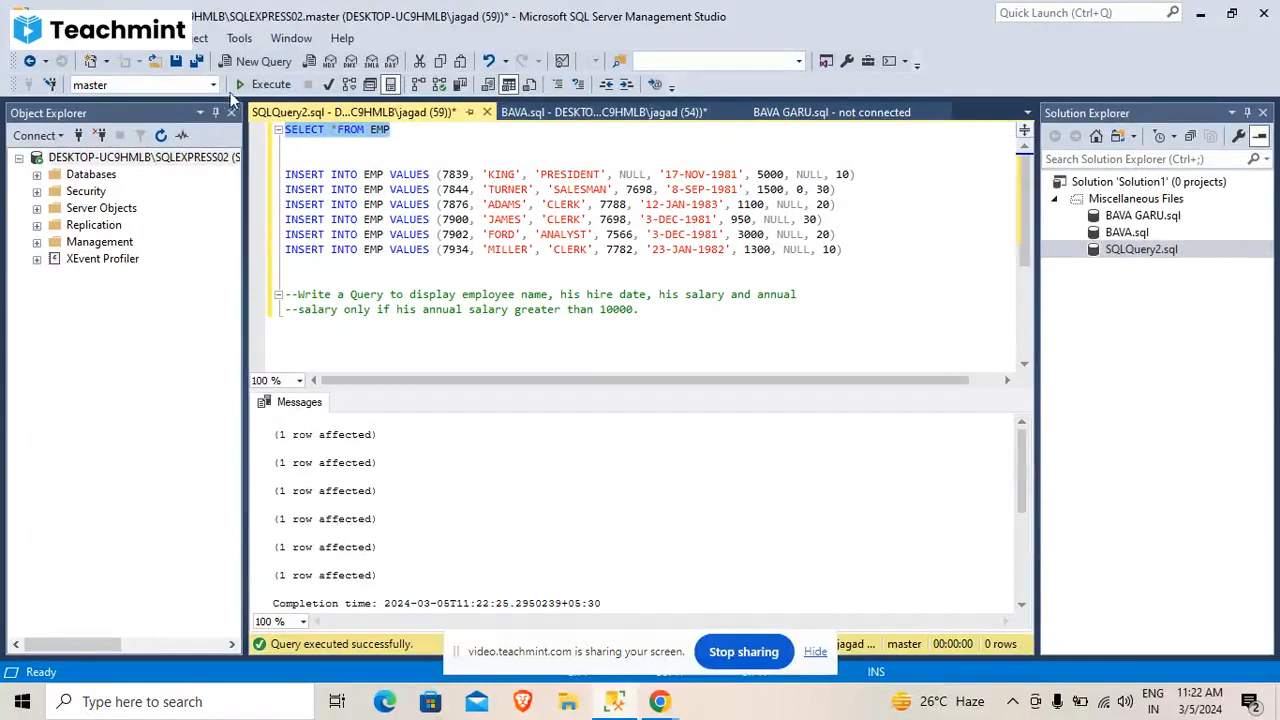 HMLB\SQLEXPRESS02.master (DESKTOP-UC9HMLB\jagad (59))* - Microsoft SQL Server Management Studio
Quick Launch (Ctrl+Q)
Teachmint
ect Tools Window Help
New Query
master Execute
Object Explorer
SQLQuery2.sql - D...C9HMLB\jagad (59))* BAVA.sql - DESKTO...C9HMLB\jagad (54))* BAVA GARU....sql - not connected
Solution Explorer
Connect
Search Solution Explorer (Ctrl+;)
DESKTOP-UC9HMLB\SQLEXPRESS02 (S
Databases
Security
Server Objects
Replication
Management
XEvent Profiler
SELECT *FROM EMP
INSERT INTO EMP VALUES (7839, 'KING', 'PRESIDENT', NULL, '17-NOV-1981', 5000, NULL, 10)
INSERT INTO EMP VALUES (7844, 'TURNER', 'SALESMAN', 7698, '8-SEP-1981', 1500, 0, 30)
INSERT INTO EMP VALUES (7876, 'ADAMS', 'CLERK', 7788, '12-JAN-1983', 1100, NULL, 20)
INSERT INTO EMP VALUES (7900, 'JAMES', 'CLERK', 7698, '3-DEC-1981', 950, NULL, 30)
INSERT INTO EMP VALUES (7902, 'FORD', 'ANALYST', 7566, '3-DEC-1981', 3000, NULL, 20)
INSERT INTO EMP VALUES (7934, 'MILLER', 'CLERK', 7782, '23-JAN-1982', 1300, NULL, 10)
--Write a Query to display employee name, his hire date, his salary and annual
--salary only if his annual salary greater than 10000.
Solution 'Solution1' (0 projects)
Miscellaneous Files
BAVA GARU.sql
BAVA.sql
SQLQuery2.sql
100 %
Messages
(1 row affected)
(1 row affected)
(1 row affected)
(1 row affected)
(1 row affected)
(1 row affected)
Completion time: 2024-03-05T11:22:25.2950239+05:30
100 %
Query executed successfully. jagad ... master 00:00:00 0 rows
video.teachmint.com is sharing your screen. Stop sharing Hide
Ready INS
Type here to search
26°C Haze
ENG
IN
11:22 AM
3/5/2024
2